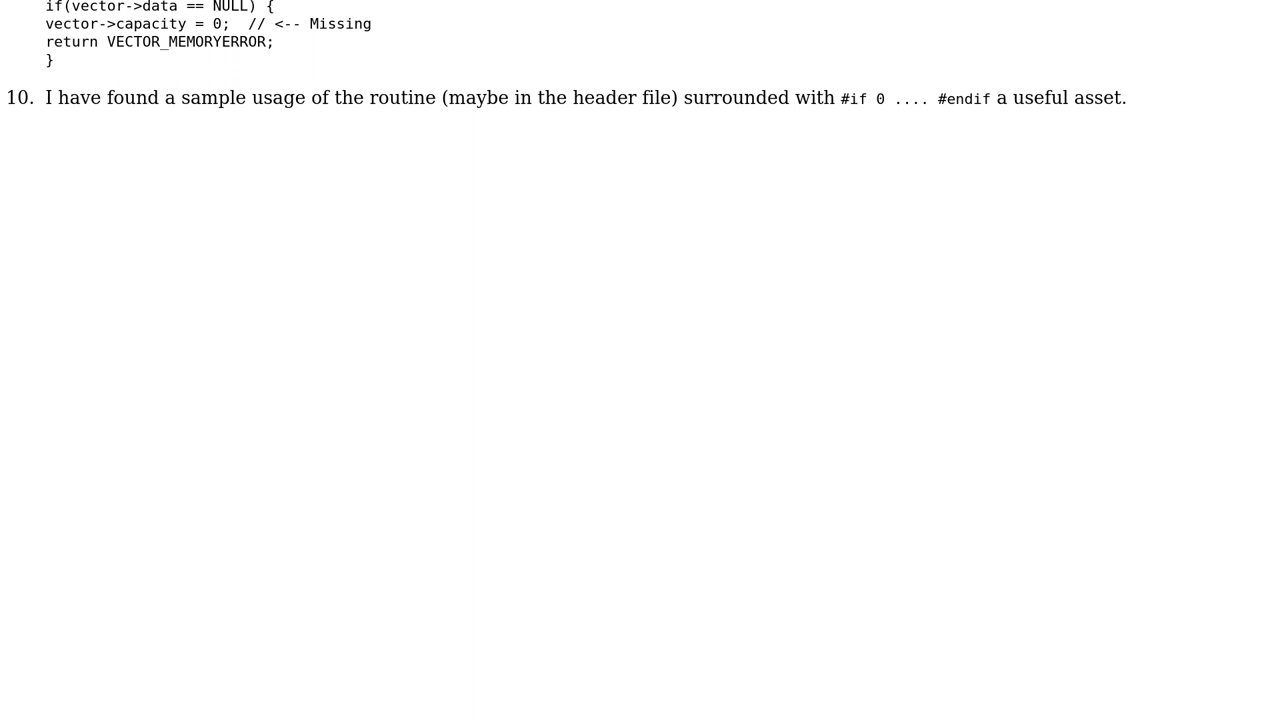 if(vector->data == NULL) {
vector->capacity = 0;  // <-- Missing
return VECTOR_MEMORYERROR;
}
10. I have found a sample usage of the routine (maybe in the header file) surrounded with #if 0 .... #endif a useful asset.